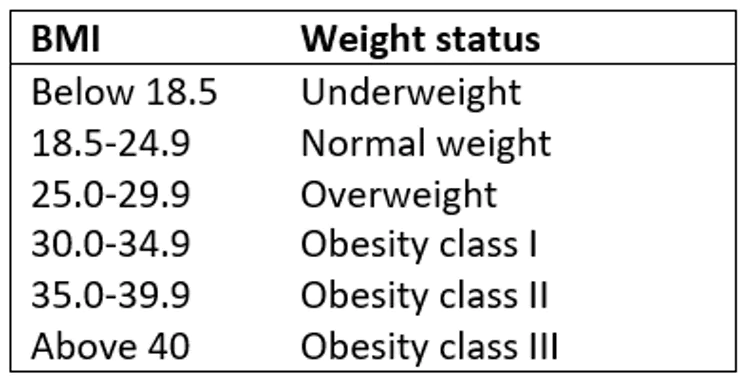 BMI Weight status
Below 18.5 Underweight
18.5-24.9 Normal weight
25.0-29.9 Overweight
30.0-34.9 Obesity class I
35.0-39.9 Obesity class II
Above 40 Obesity class III